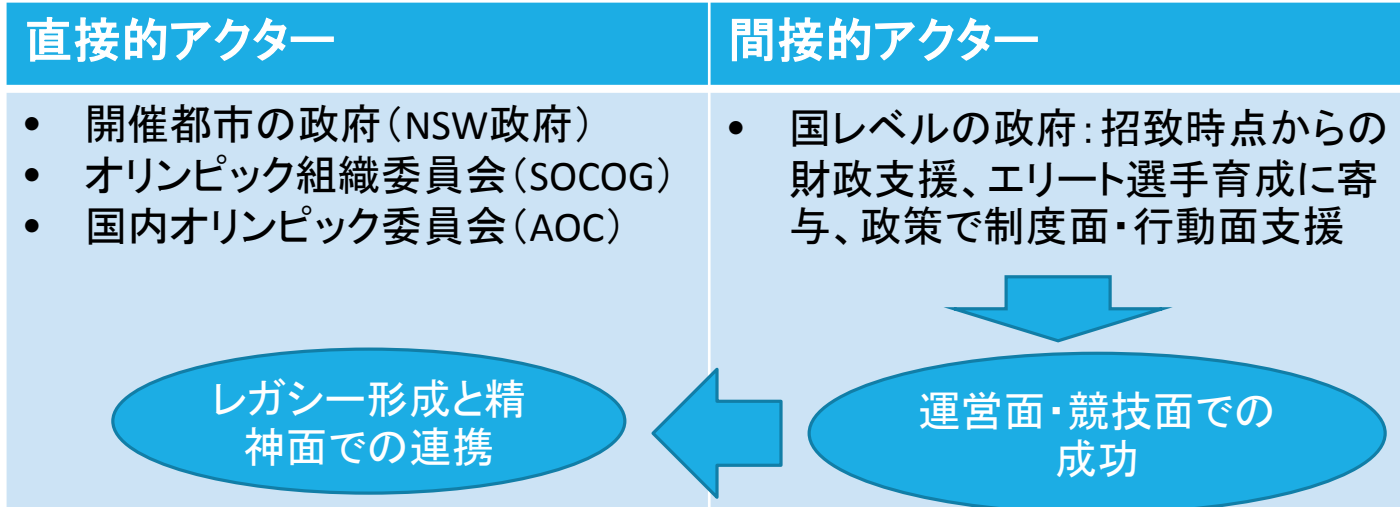 直接的アクター
間接的アクター
• 開催都市の政府（NSW政府）
• オリンピック組織委員会（SOCOG）
• 国内オリンピック委員会（AOC）
• 国レベルの政府：招致時点からの
財政支援、エリート選手育成に寄
与、政策で制度面・行動面支援
レガシー形成と精
神面での連携
運営面・競技面での
成功